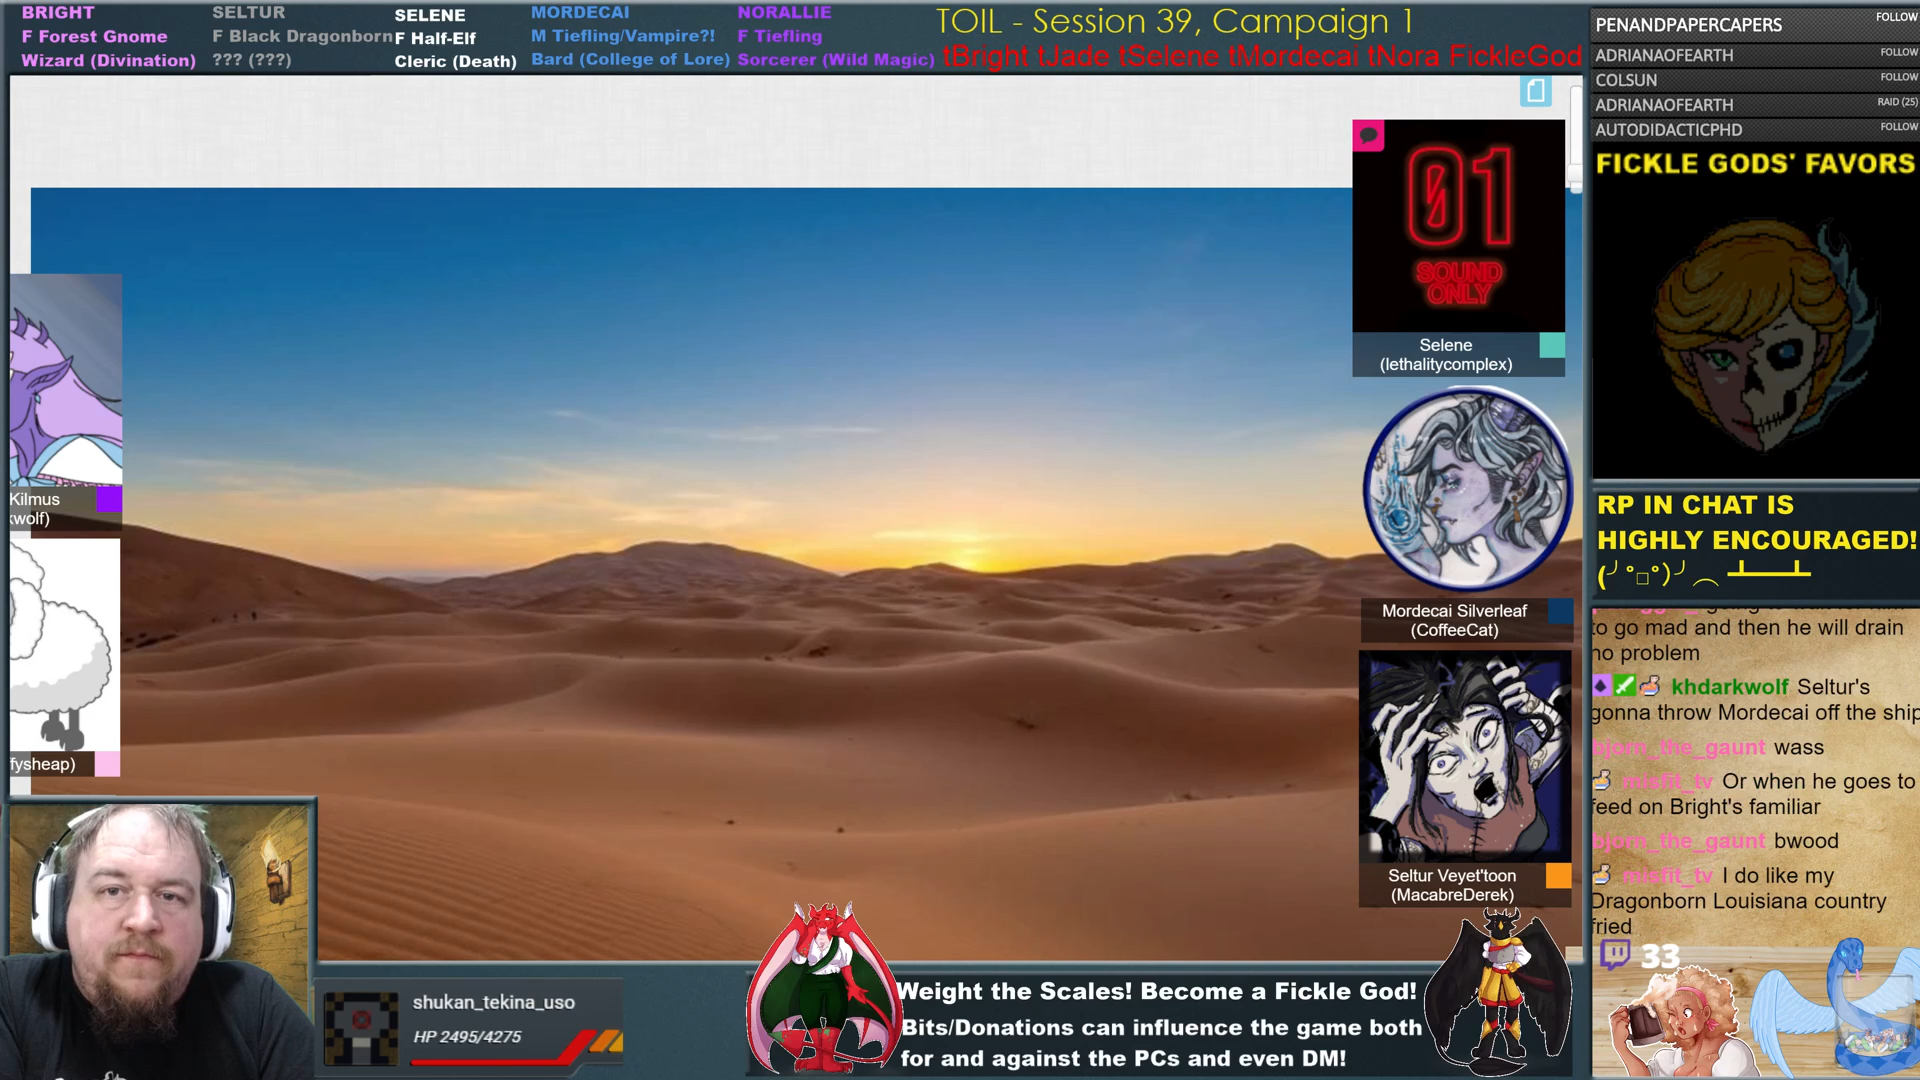 BRIGHT
F Forest Gnome
Wizard (Divination)
SELTUR
F Black Dragonborn
??? (???)
SELENE
F Half-Elf
Cleric (Death)
MORDECAI
M Tiefling/Vampire?!
Bard (College of Lore)
NORALLIE
F Tiefling
Sorcerer (Wild Magic)
TOIL - Session 39, Campaign 1
tBright tJade tSelene tMordecai tNora FickleGod
PENANDPAPERCAPERS FOLLOW
ADRIANAOFEARTH FOLLOW
COLSUN FOLLOW
ADRIANAOFEARTH RAID (25)
AUTODIDACTICPHD FOLLOW
FICKLE GODS' FAVORS
01
SOUND
ONLY
Selene
(lethalitycomplex)
Mordecai Silverleaf
(CoffeeCat)
Seltur Veyet'toon
(MacabreDerek)
Kilmus
wolf)
fysheap)
RP IN CHAT IS
HIGHLY ENCOURAGED!
(╯°□°)╯︵ ┻━┻
to go mad and then he will drain
no problem
khdarkwolf Seltur's
gonna throw Mordecai off the ship
bjorn_the_gaunt wass
misfit_tv Or when he goes to
feed on Bright's familiar
bjorn_the_gaunt bwood
misfit_tv I do like my
Dragonborn Louisiana country
fried
33
shukan_tekina_uso
HP 2495/4275
Weight the Scales! Become a Fickle God!
Bits/Donations can influence the game both
for and against the PCs and even DM!